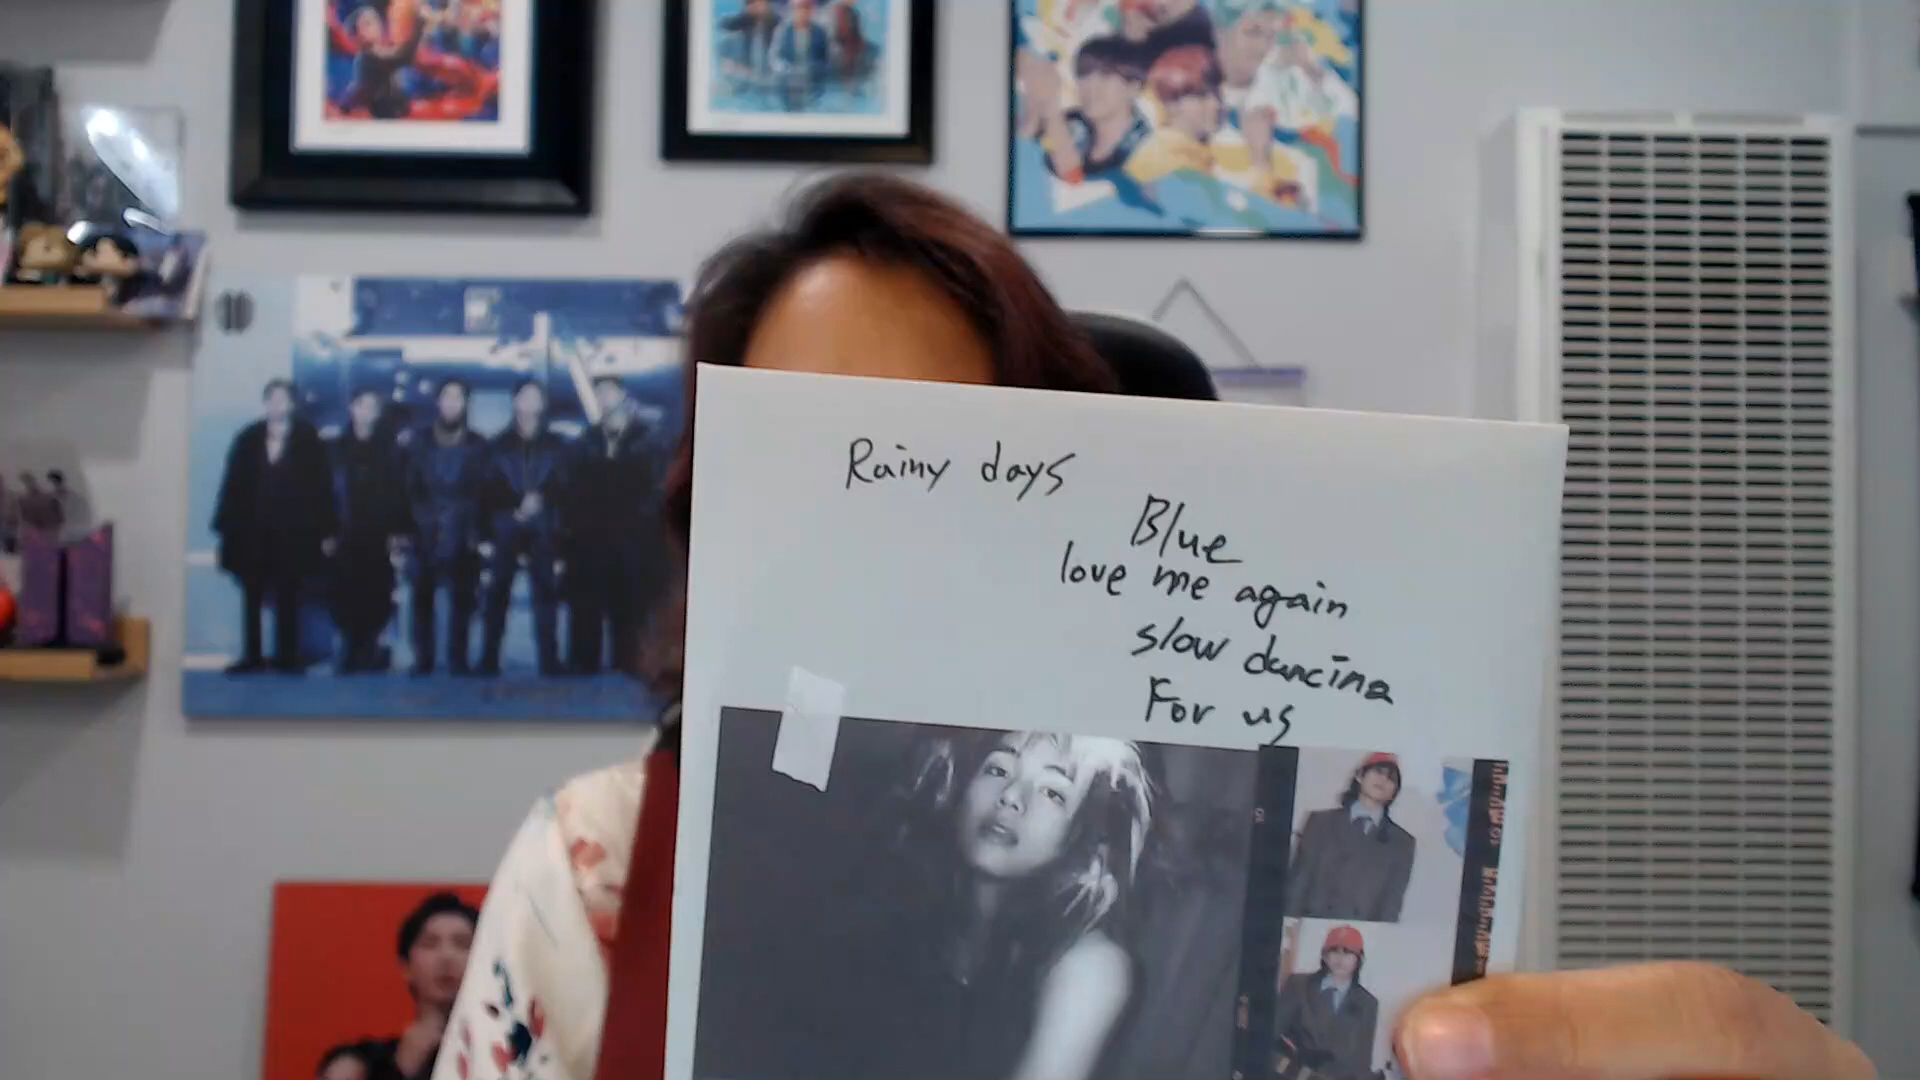 Rainy days
Blue
love me again
slow dancing
For us